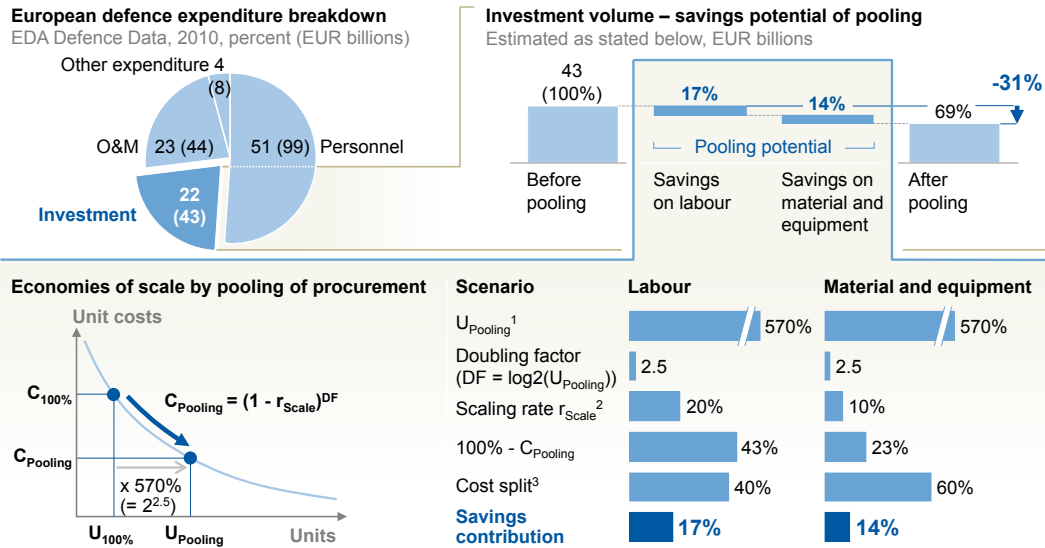 European defence expenditure breakdown
EDA Defence Data, 2010, percent (EUR billions)
Other expenditure 4
(8)
O&M
23 (44)
51 (99)
Personnel
22
(43)
Investment
Investment volume – savings potential of pooling
Estimated as stated below, EUR billions
43
(100%)
17%
14%
69%
-31%
Pooling potential
Before
pooling
Savings
on labour
Savings on
material and
equipment
After
pooling
Economies of scale by pooling of procurement
Unit costs
C100%
CPooling = (1 - rScale)DF
CPooling
x 570%
(= 2^2.5)
U100%
UPooling
Units
Scenario
Labour
Material and equipment
UPooling1
570%
570%
Doubling factor
(DF = log2(UPooling))
2.5
2.5
Scaling rate rScale2
20%
10%
100% - CPooling
43%
23%
Cost split3
40%
60%
Savings
contribution
17%
14%